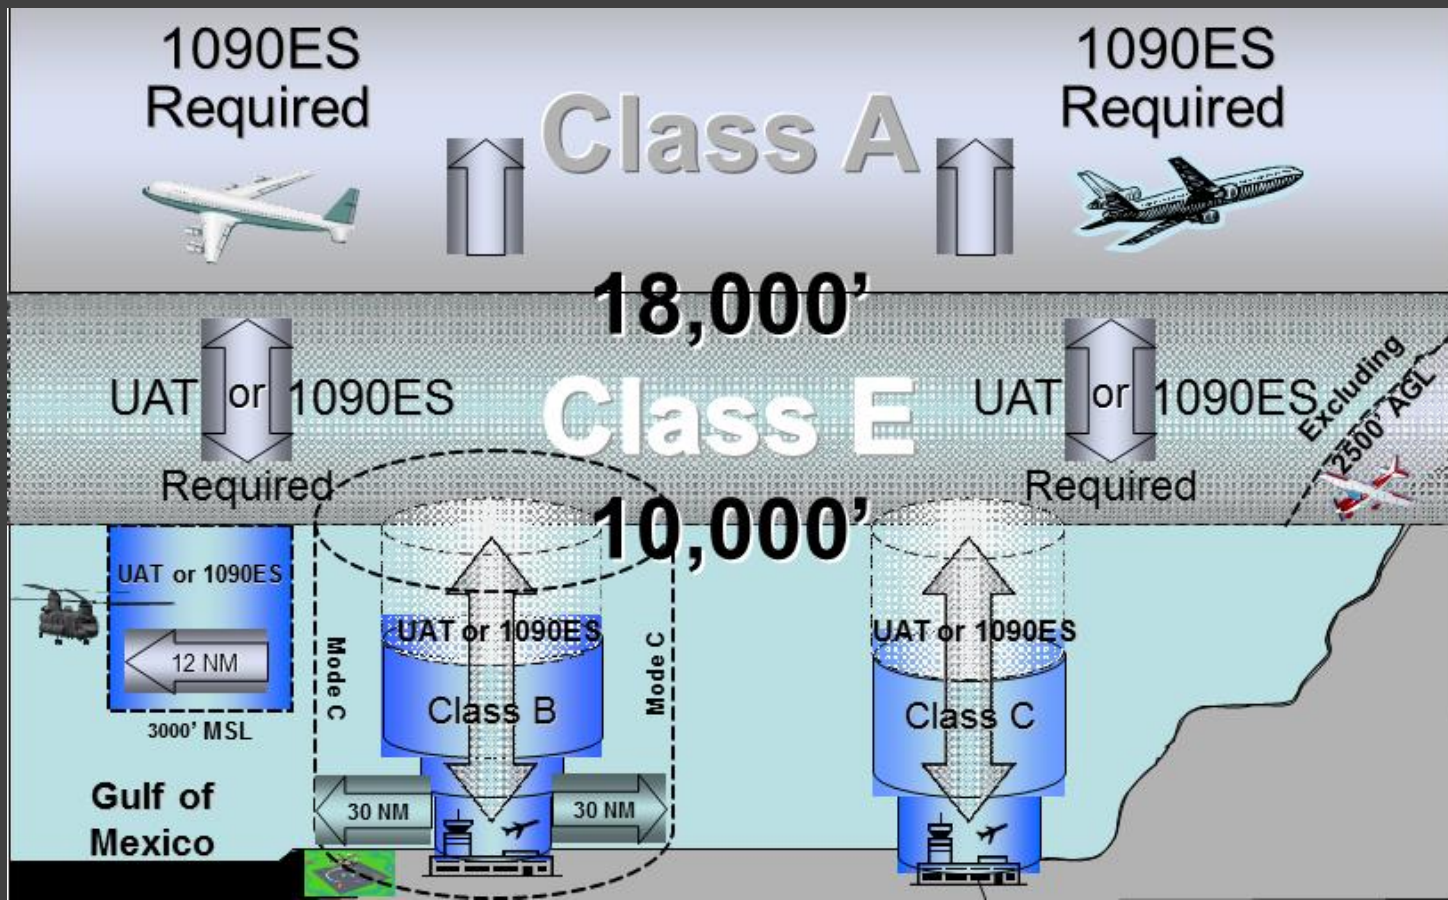 1090ES
Required
1090ES
Required
Class A
18,000’
UAT or 1090ES
Required
Class E
UAT or 1090ES
Required
Excluding
2500’ AGL
10,000’
UAT or 1090ES
12 NM
3000’ MSL
Gulf of
Mexico
Mode C
UAT or 1090ES
Mode C
Class B
30 NM
30 NM
UAT or 1090ES
Class C